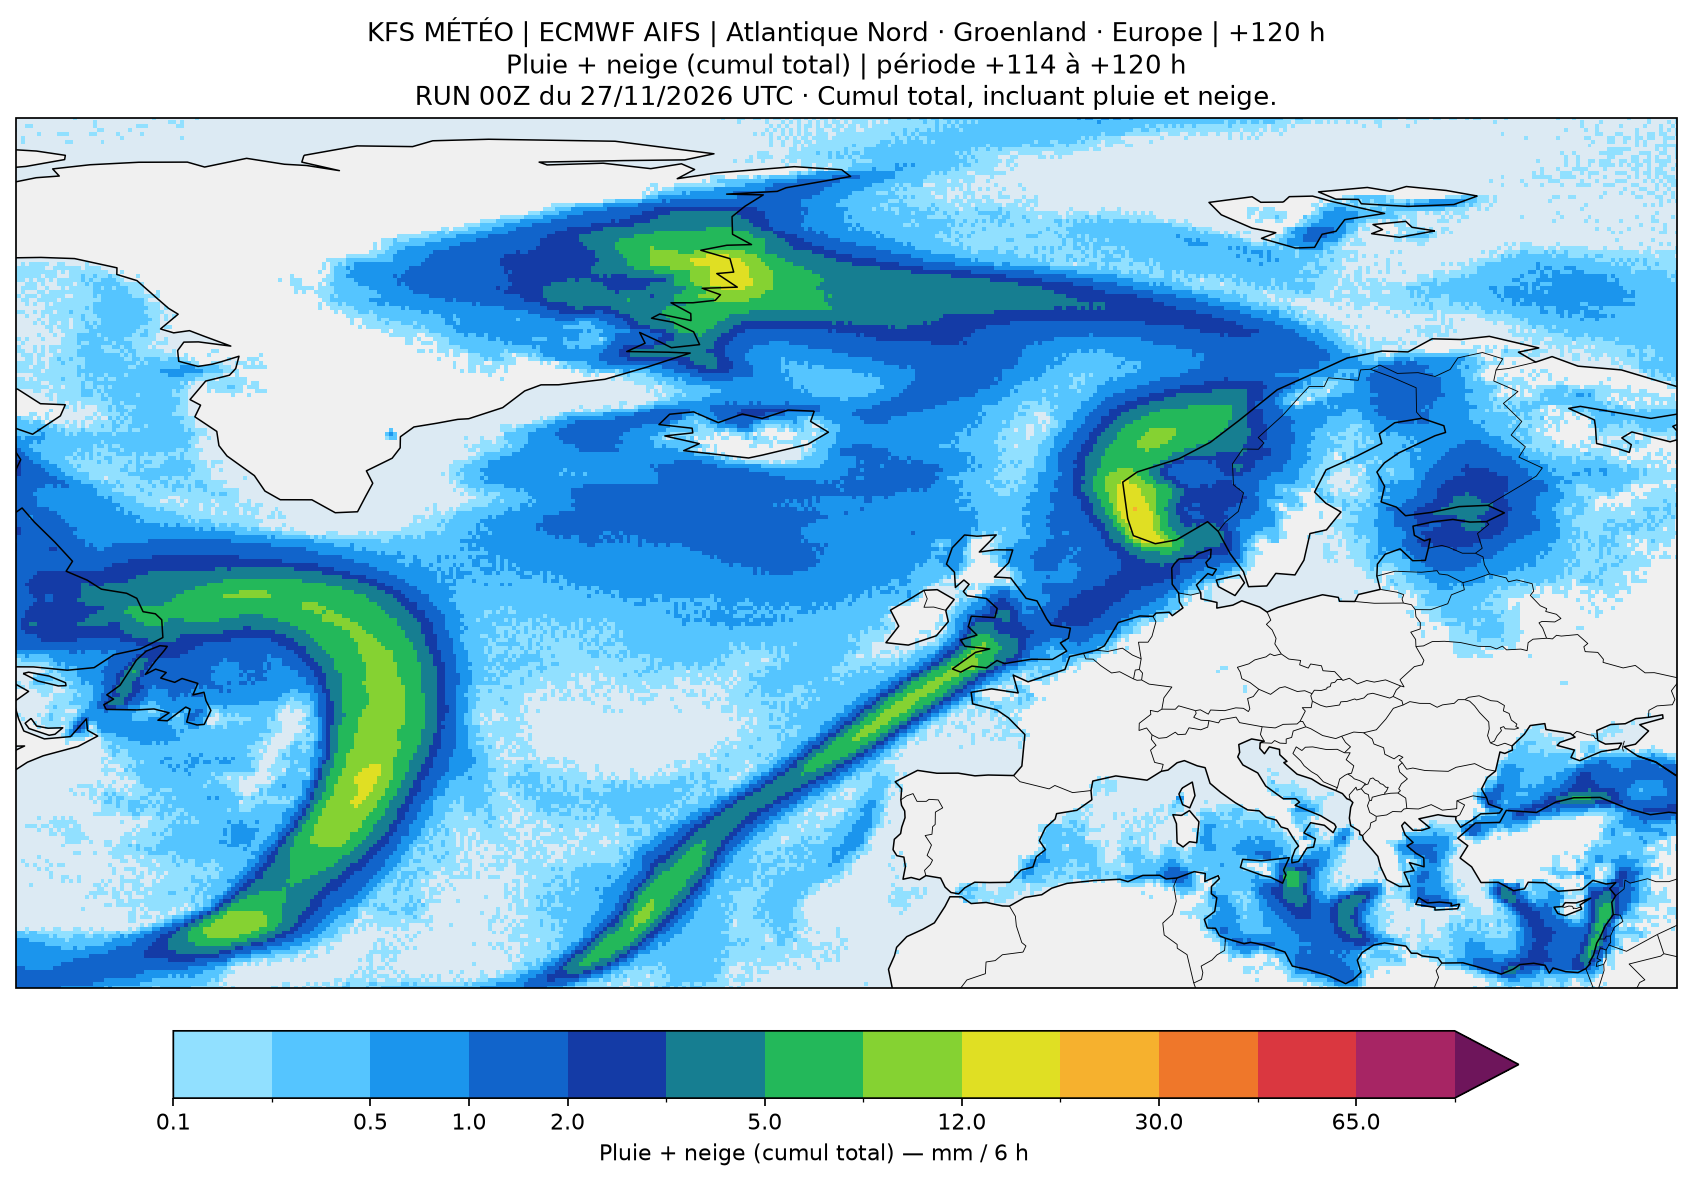 KFS MÉTÉO | ECMWF AIFS | Atlantique Nord · Groenland · Europe | +120 h
Pluie + neige (cumul total) | période +114 à +120 h
RUN 00Z du 27/11/2026 UTC · Cumul total, incluant pluie et neige.
0.1 0.5 1.0 2.0 5.0 12.0 30.0 65.0
Pluie + neige (cumul total) — mm / 6 h